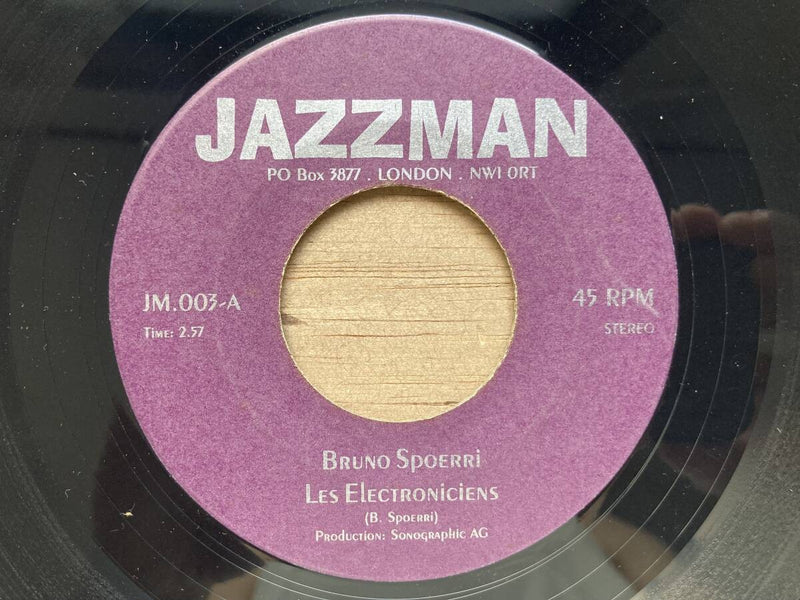 JAZZMAN
PO Box 3877 . LONDON . NW1 0RT
JM.003-A
45 RPM
Time: 2.57
STEREO
Bruno Spoerri
Les Electroniciens
(B. Spoerri)
Production: Sonographic AG